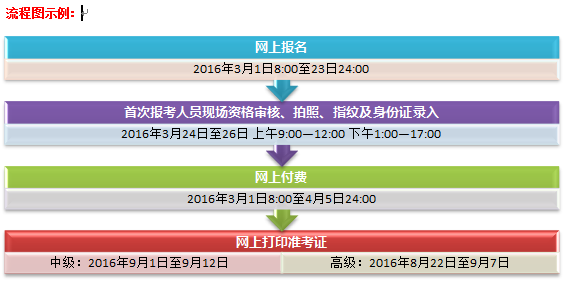 流程图示例：
网上报名
2016年3月1日8:00至23日24:00
首次报考人员现场资格审核、拍照、指纹及身份证录入
2016年3月24日至26日 上午9:00—12:00 下午1:00—17:00
网上付费
2016年3月1日8:00至4月5日24:00
网上打印准考证
中级：2016年9月1日至9月12日
高级：2016年8月22日至9月7日